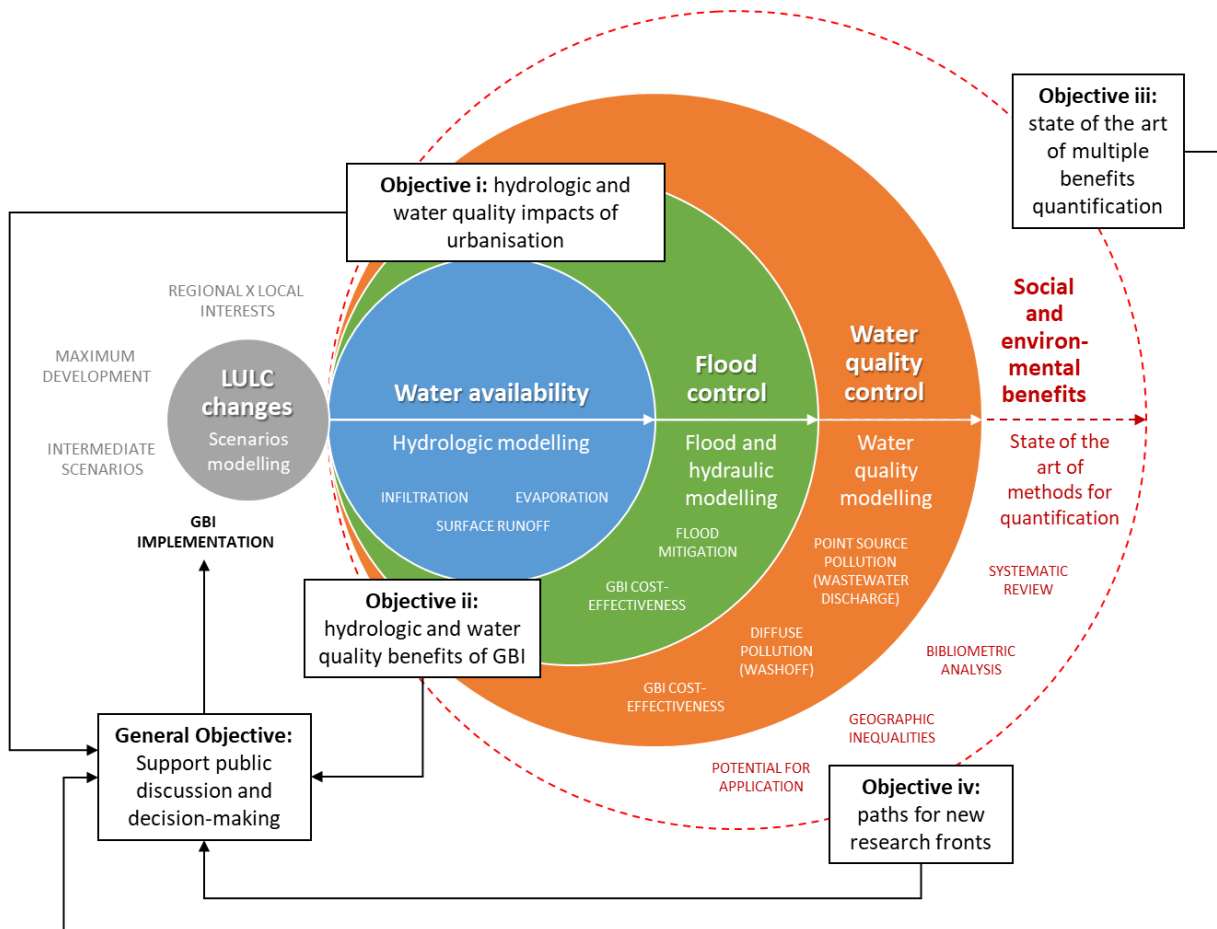 Objective i: hydrologic and
water quality impacts of
urbanisation
Objective iii:
state of the art
of multiple
benefits
quantification
REGIONAL X LOCAL
INTERESTS
MAXIMUM
DEVELOPMENT
INTERMEDIATE
SCENARIOS
LULC
changes
Scenarios
modelling
GBI
IMPLEMENTATION
Water availability
Hydrologic modelling
INFILTRATION
EVAPORATION
SURFACE RUNOFF
Flood
control
Flood and
hydraulic
modelling
FLOOD
MITIGATION
GBI COST-
EFFECTIVENESS
Water
quality
control
Water
quality
modelling
POINT SOURCE
POLLUTION
(WASTEWATER
DISCHARGE)
DIFFUSE
POLLUTION
(WASHOFF)
GBI COST-
EFFECTIVENESS
Social
and
environ-
mental
benefits
State of the
art of
methods for
quantification
SYSTEMATIC
REVIEW
BIBLIOMETRIC
ANALYSIS
GEOGRAPHIC
INEQUALITIES
POTENTIAL FOR
APPLICATION
Objective ii:
hydrologic and water
quality benefits of GBI
General Objective:
Support public
discussion and
decision-making
Objective iv:
paths for new
research fronts